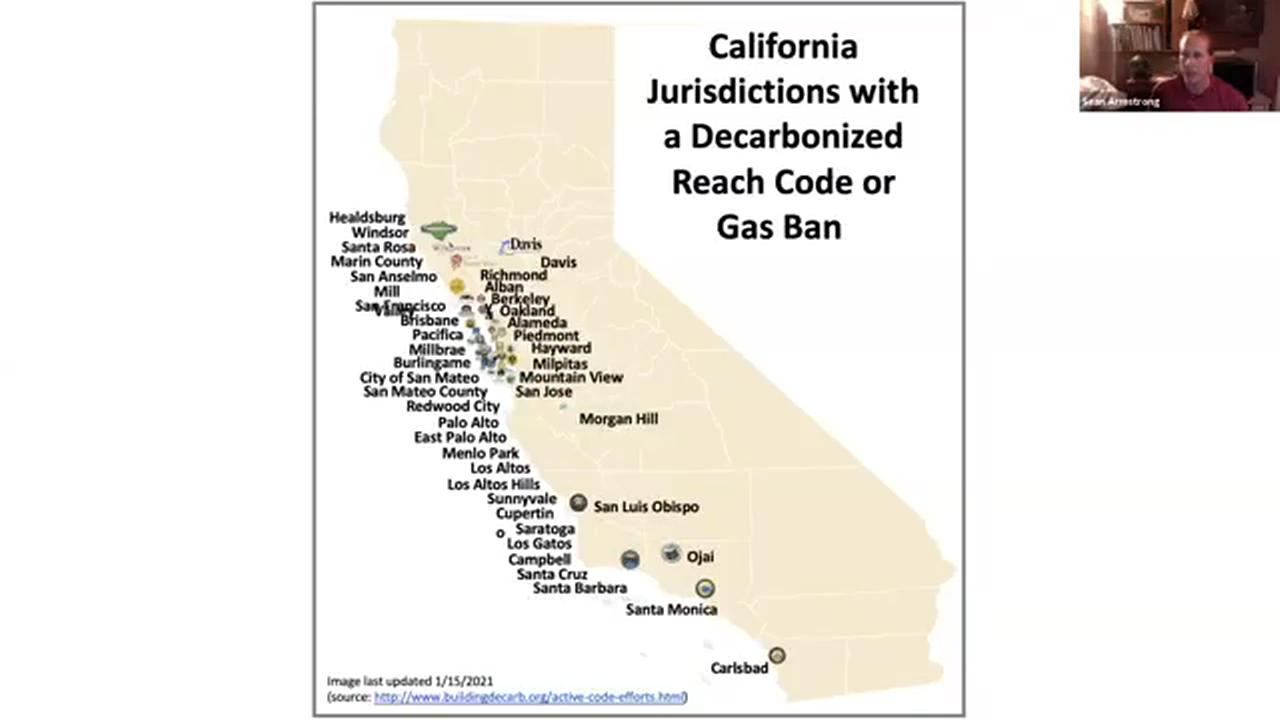 California
Jurisdictions with
a Decarbonized
Reach Code or
Gas Ban
Sean Armstrong
Healdsburg
Windsor
Santa Rosa
Marin County
San Anselmo
Mill
Valley
San Francisco
Brisbane
Pacifica
Millbrae
Burlingame
City of San Mateo
San Mateo County
Redwood City
Palo Alto
East Palo Alto
Menlo Park
Los Altos
Los Altos Hills
Sunnyvale
Cupertin
o
Saratoga
Los Gatos
Campbell
Santa Cruz
Santa Barbara
Davis
Davis
Richmond
Alban
Berkeley
Oakland
Alameda
Piedmont
Hayward
Milpitas
Mountain View
San Jose
Morgan Hill
San Luis Obispo
Ojai
Santa Monica
Carlsbad
Image last updated 1/15/2021
(source: http://www.buildingdecarb.org/active-code-efforts.html)